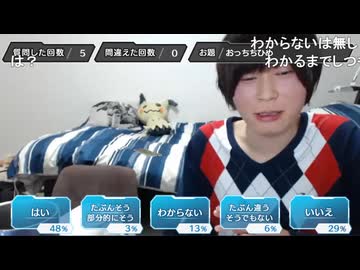 質問した回数 / 5
間違えた回数 / 0
お題 / おっちちひめ
わからないは無し
は？
わかるまでしつ
はい
48%
たぶんそう
部分的にそう
3%
わからない
13%
たぶん違う
そうでもない
6%
いいえ
29%